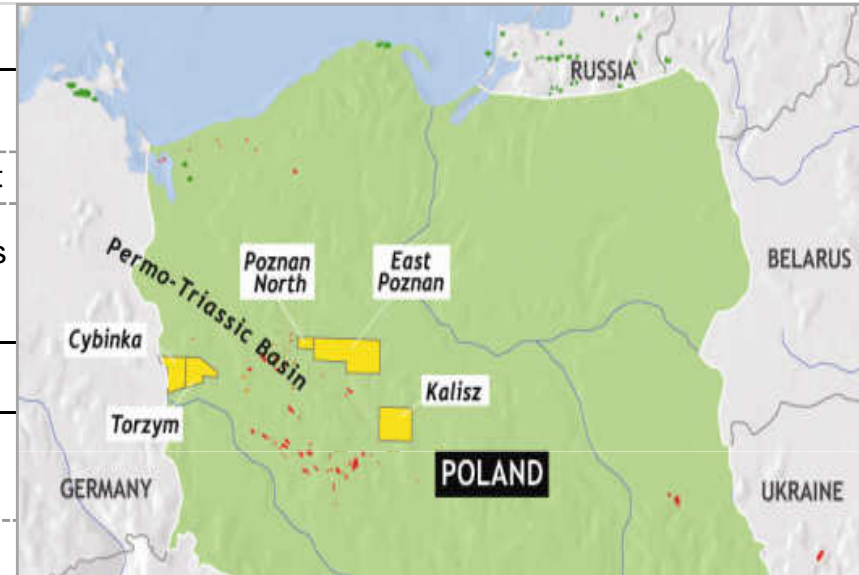 RUSSIA
BELARUS
Permo-Triassic Basin
Poznan
North
East
Poznan
Cybinka
Kalisz
Torzym
POLAND
GERMANY
UKRAINE
s